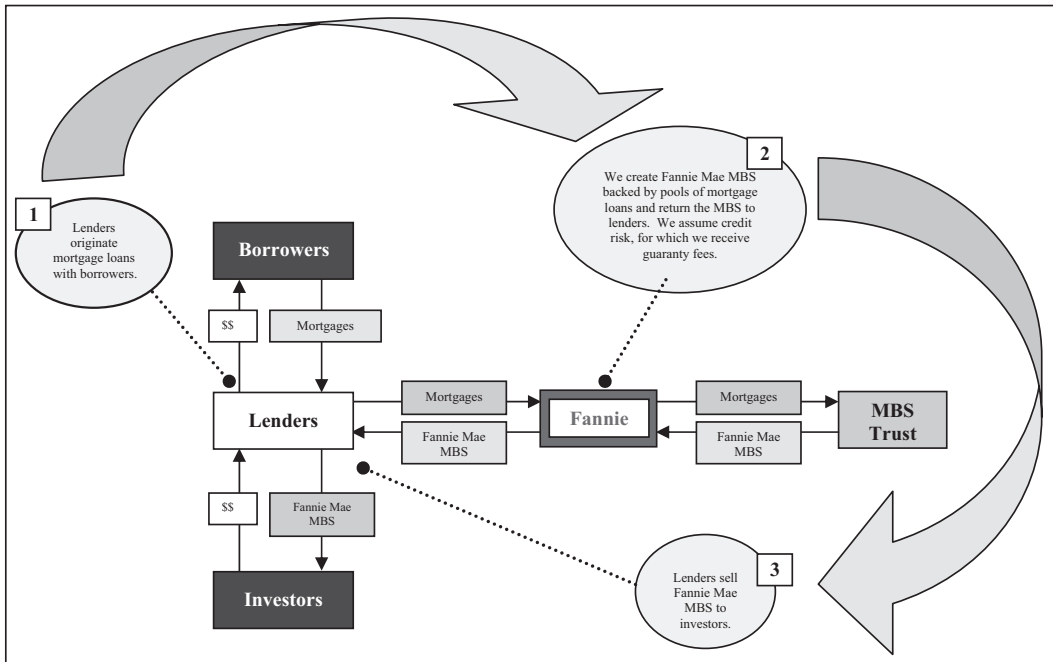 1
Lenders
originate
mortgage loans
with borrowers.
2
We create Fannie Mae MBS
backed by pools of mortgage
loans and return the MBS to
lenders. We assume credit
risk, for which we receive
guaranty fees.
Borrowers
$$
Mortgages
Lenders
Mortgages
Fannie Mae
MBS
Fannie
Mortgages
Fannie Mae
MBS
MBS
Trust
$$
Fannie Mae
MBS
Investors
3
Lenders sell
Fannie Mae
MBS to
investors.